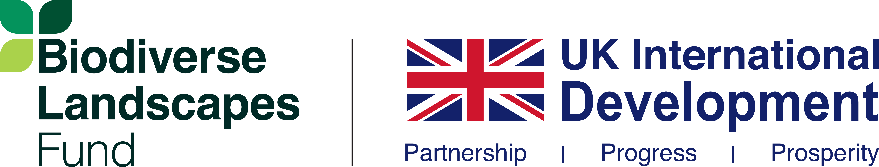 Biodiverse
Landscapes
Fund
UK International
Development
Partnership | Progress | Prosperity